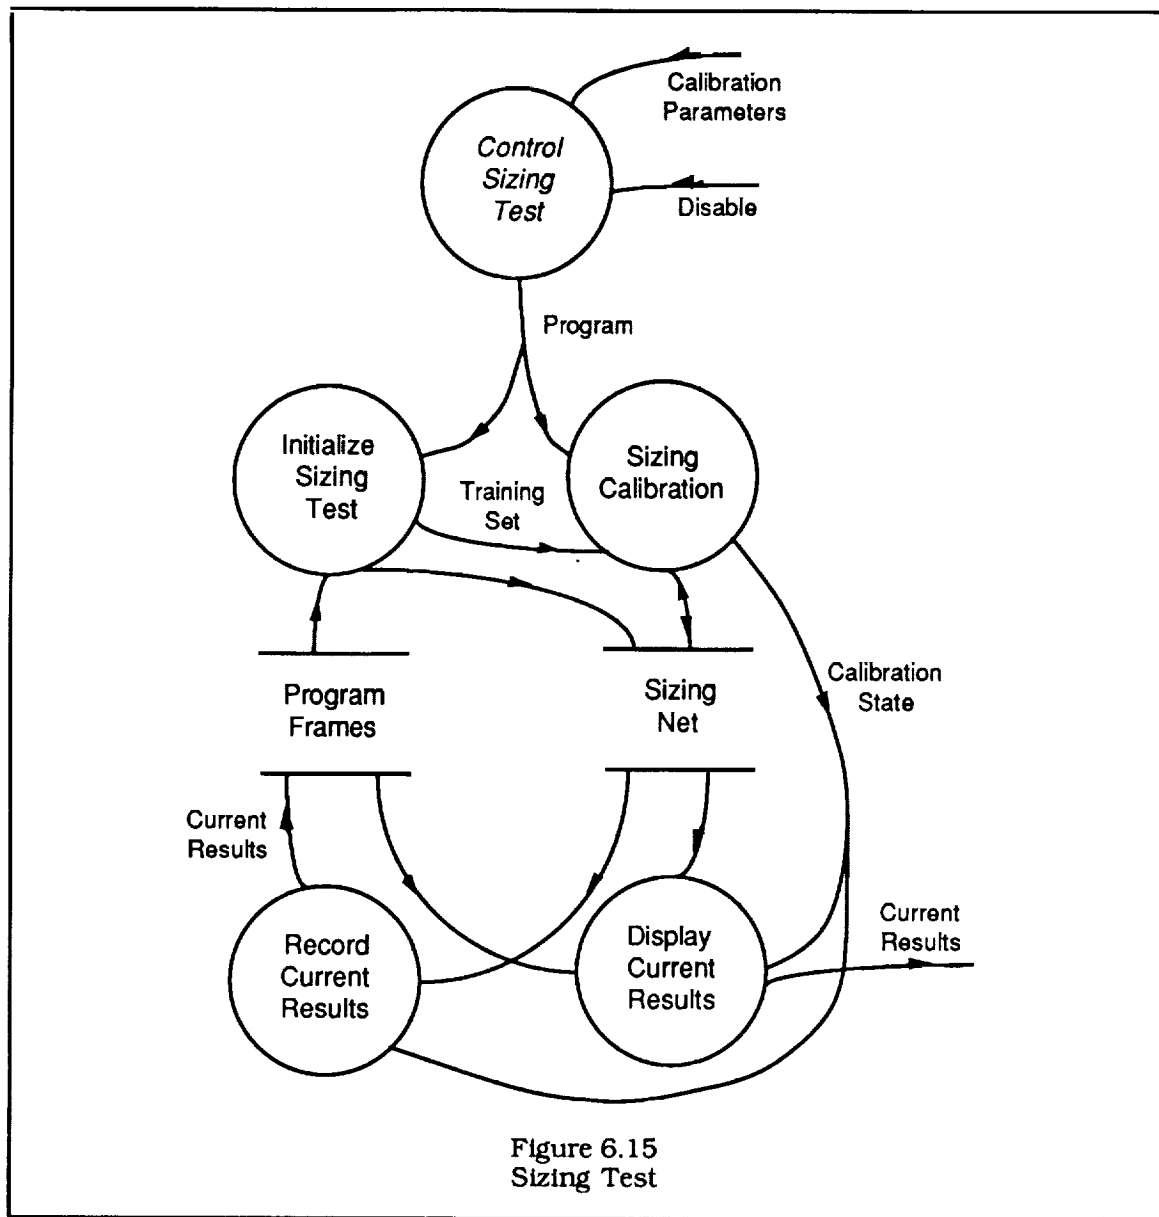 Calibration
Parameters
Control
Sizing
Test
Disable
Program
Initialize
Sizing
Test
Sizing
Calibration
Training
Set
Program
Frames
Sizing
Net
Calibration
State
Current
Results
Record
Current
Results
Display
Current
Results
Current
Results
Figure 6.15
Sizing Test